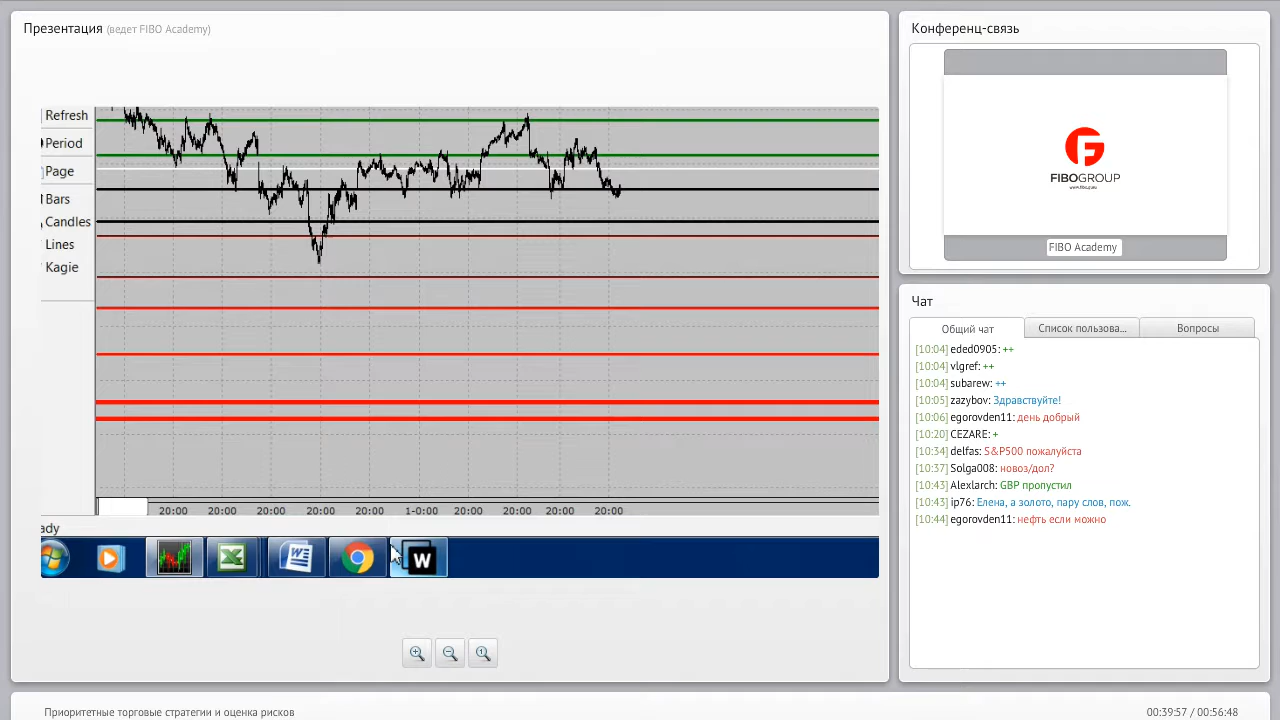 Презентация (ведет FIBO Academy)
Refresh
Period
Page
Bars
Candles
Lines
Kagie
20:00 20:00 20:00 20:00 20:00 1-0:00 20:00 20:00 20:00 20:00
ady
W
W
Конференц-связь
FIBOGROUP
FIBO Academy
Чат
Общий чат
Список пользова...
Вопросы
[10:04] eded0905: ++
[10:04] vlgref: ++
[10:04] subarew: ++
[10:05] zazybov: Здравствуйте!
[10:06] egorovden11: день добрый
[10:20] CEZARE: +
[10:34] delfas: S&P500 пожалуйста
[10:37] Solga008: новоз/дол?
[10:43] Alexlarch: GBP пропустил
[10:43] ip76: Елена, а золото, пару слов, пож.
[10:44] egorovden11: нефть если можно
Приоритетные торговые стратегии и оценка рисков
00:39:57 / 00:56:48